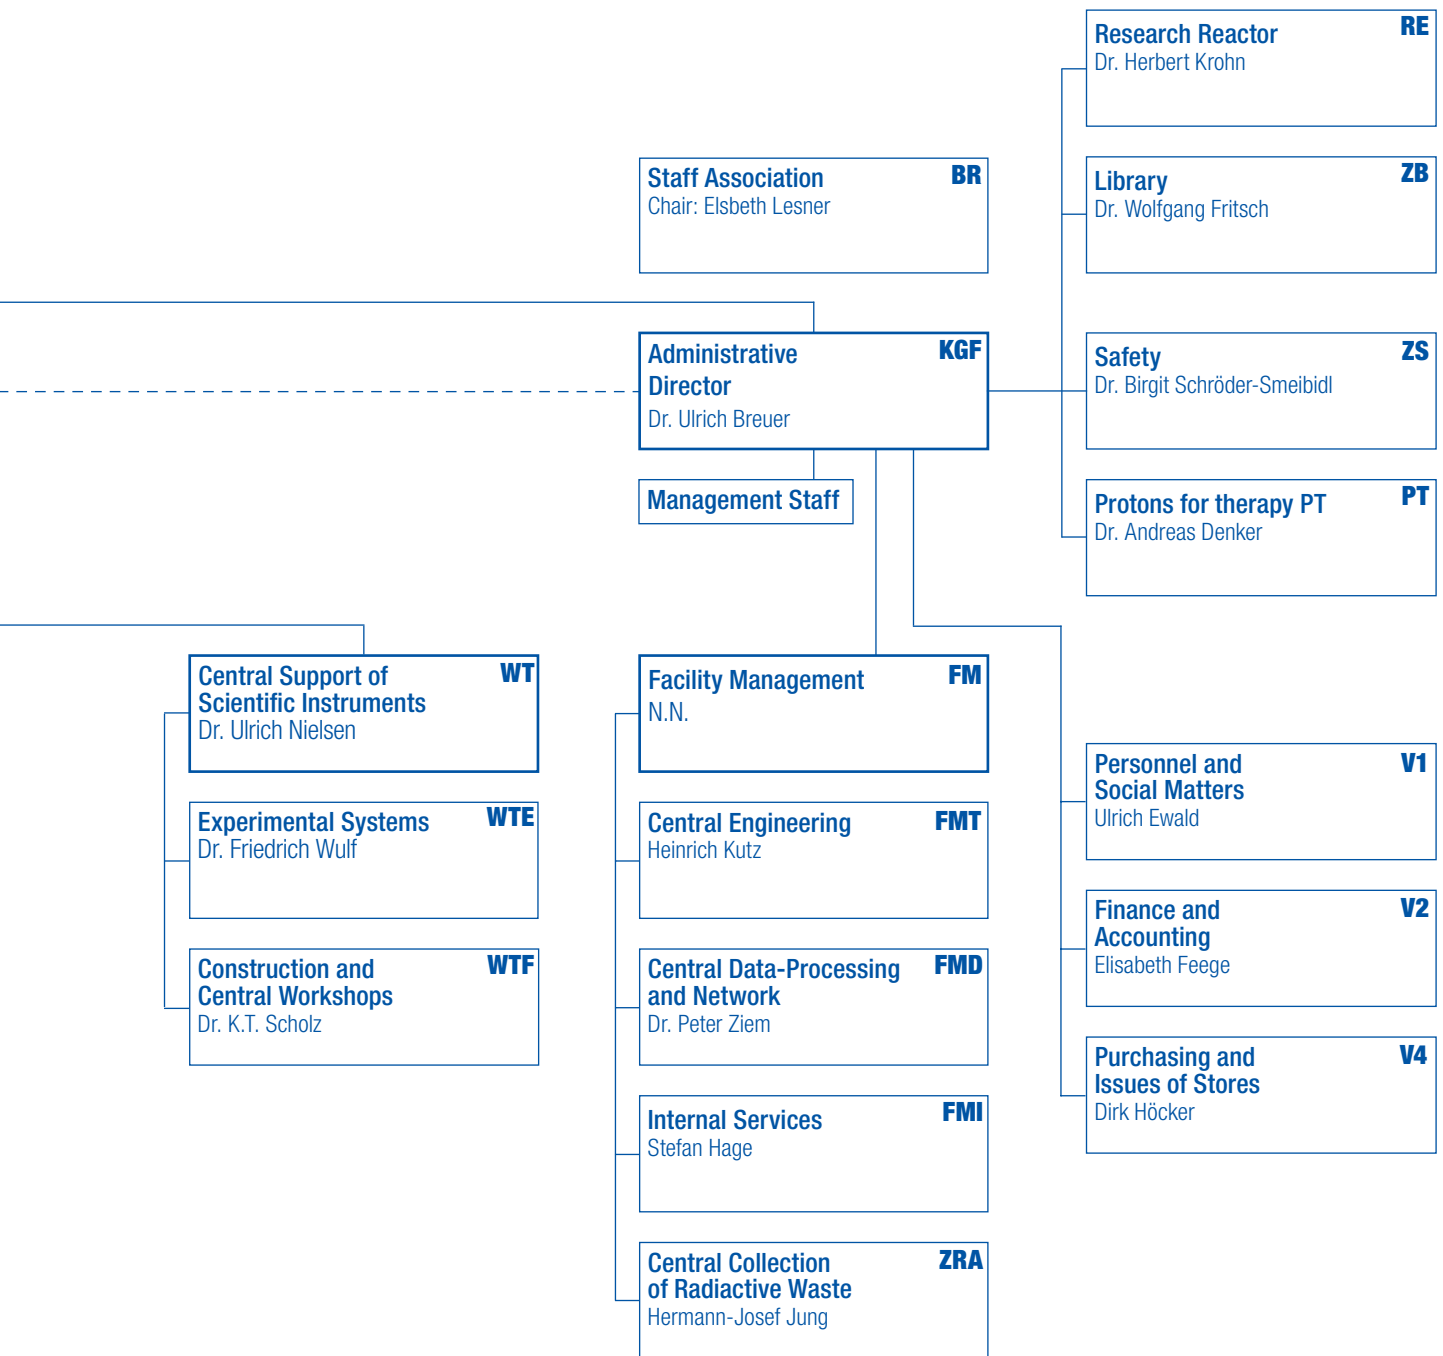 Research Reactor RE
Dr. Herbert Krohn
Staff Association BR
Chair: Elsbeth Lesner
Library ZB
Dr. Wolfgang Fritsch
Administrative KGF
Director
Dr. Ulrich Breuer
Safety ZS
Dr. Birgit Schröder-Smeibidl
Management Staff
Protons for therapy PT PT
Dr. Andreas Denker
Central Support of WT
Scientific Instruments
Dr. Ulrich Nielsen
Experimental Systems WTE
Dr. Friedrich Wulf
Construction and WTF
Central Workshops
Dr. K.T. Scholz
Facility Management FM
N.N.
Central Engineering FMT
Heinrich Kutz
Central Data-Processing FMD
and Network
Dr. Peter Ziem
Internal Services FMI
Stefan Hage
Central Collection ZRA
of Radiactive Waste
Hermann-Josef Jung
Personnel and V1
Social Matters
Ulrich Ewald
Finance and V2
Accounting
Elisabeth Feege
Purchasing and V4
Issues of Stores
Dirk Höcker